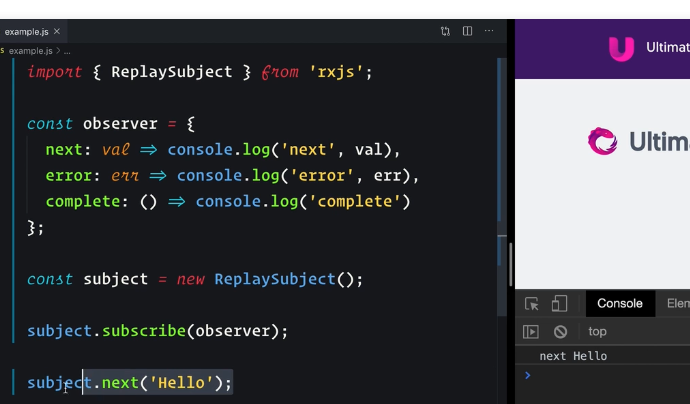 example.js ×
example.js > ...
import { ReplaySubject } from 'rxjs';
const observer = {
next: val => console.log('next', val),
error: err => console.log('error', err),
complete: () => console.log('complete')
};
const subject = new ReplaySubject();
subject.subscribe(observer);
subject.next('Hello');
Ultimat
Ultima
Console Elem
top
next Hello
>